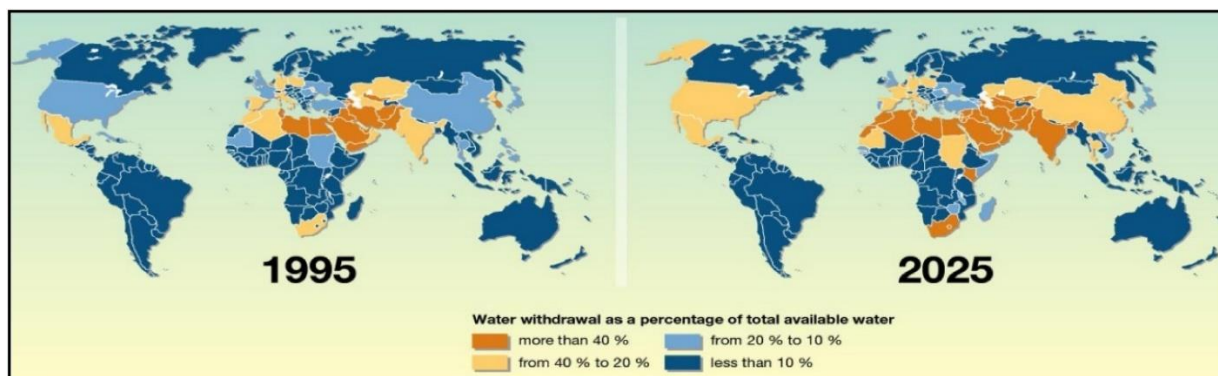 1995
2025
Water withdrawal as a percentage of total available water
more than 40 %
from 20 % to 10 %
from 40 % to 20 %
less than 10 %